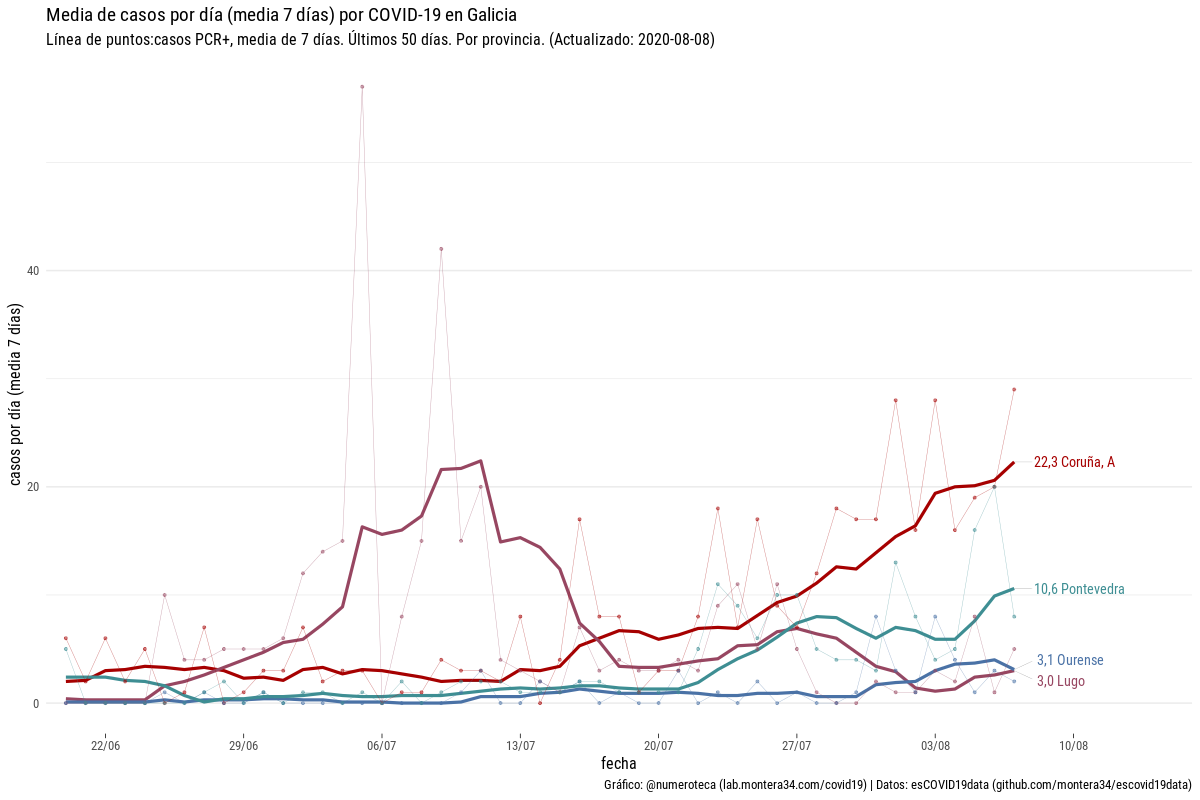 Media de casos por día (media 7 días) por COVID-19 en Galicia
Línea de puntos:casos PCR+, media de 7 días. Últimos 50 días. Por provincia. (Actualizado: 2020-08-08)
casos por día (media 7 días)
40
20
0
22,3 Coruña, A
10,6 Pontevedra
3,1 Ourense
3,0 Lugo
22/06 29/06 06/07 13/07 20/07 27/07 03/08 10/08
fecha
Gráfico: @numeroteca (lab.montera34.com/covid19) | Datos: esCOVID19data (github.com/montera34/escovid19data)